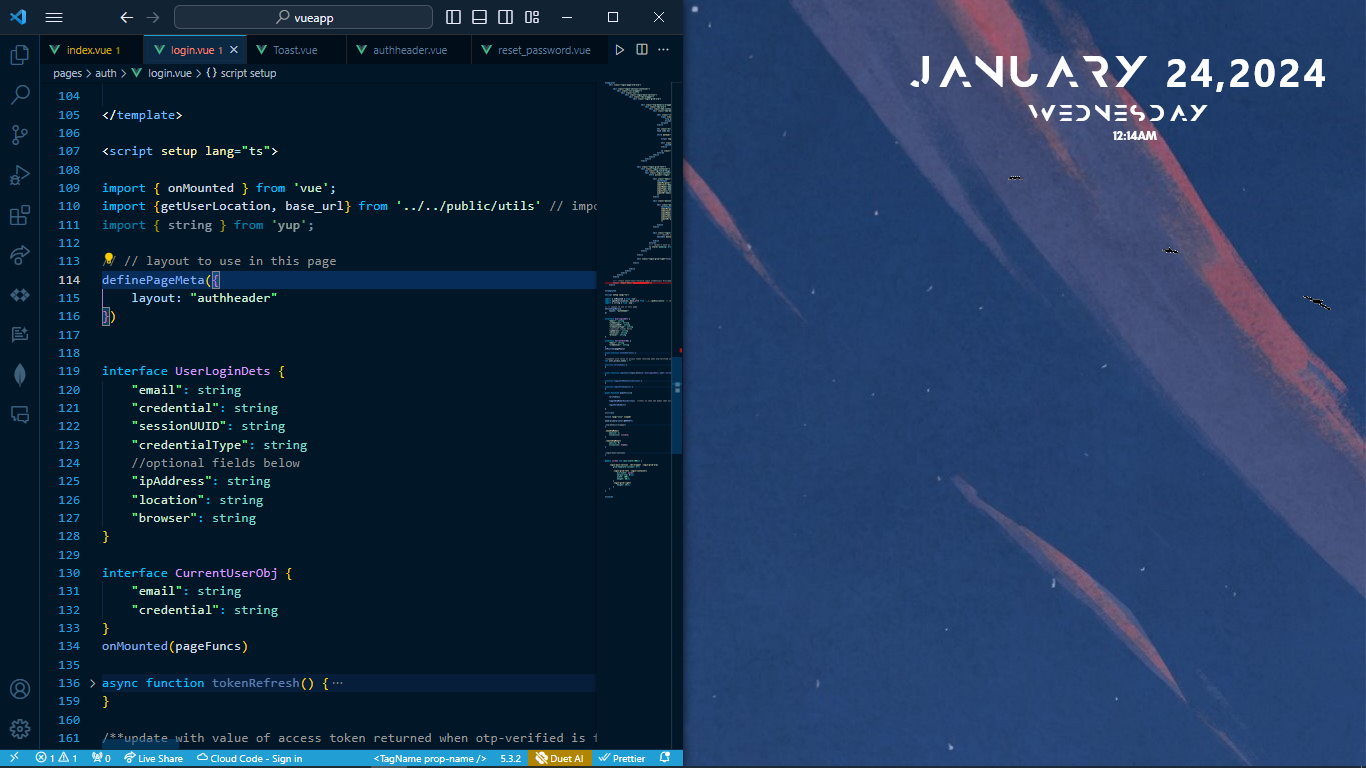 vueapp
index.vue 1
login.vue 1
Toast.vue
authheader.vue
reset_password.vue
pages > auth > login.vue > {} script setup
104
105 </template>
106
107 <script setup lang="ts">
108
109 import { onMounted } from 'vue';
110 import {getUserLocation, base_url} from '../../public/utils' // impo
111 import { string } from 'yup';
112
113 // layout to use in this page
114 definePageMeta({
115 layout: "authheader"
116 })
117
118
119 interface UserLoginDets {
120 "email": string
121 "credential": string
122 "sessionUUID": string
123 "credentialType": string
124 //optional fields below
125 "ipAddress": string
126 "location": string
127 "browser": string
128 }
129
130 interface CurrentUserObj {
131 "email": string
132 "credential": string
133 }
134 onMounted(pageFuncs)
135
136 > async function tokenRefresh() { ···
159 }
160
161 /**update with value of access token returned when otp-verified is t
1 1 0 Live Share Cloud Code - Sign in <TagName prop-name /> 5.3.2 Duet AI Prettier
JANUARY 24,2024
WEDNESDAY
12:14AM